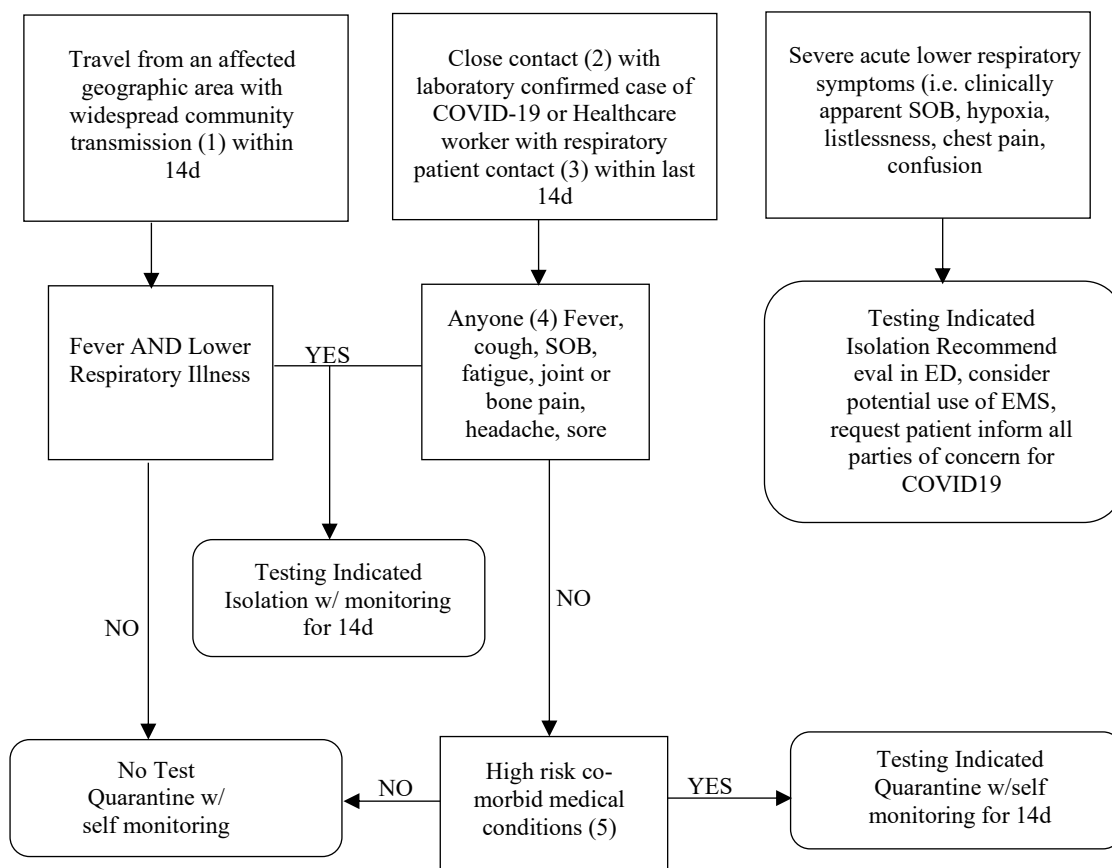 Travel from an affected
geographic area with
widespread community
transmission (1) within
14d
Close contact (2) with
laboratory confirmed case of
COVID-19 or Healthcare
worker with respiratory
patient contact (3) within last
14d
Severe acute lower respiratory
symptoms (i.e. clinically
apparent SOB, hypoxia,
listlessness, chest pain,
confusion
Fever AND Lower
Respiratory Illness
YES
Anyone (4) Fever,
cough, SOB,
fatigue, joint or
bone pain,
headache, sore
Testing Indicated
Isolation Recommend
eval in ED, consider
potential use of EMS,
request patient inform all
parties of concern for
COVID19
Testing Indicated
Isolation w/ monitoring
for 14d
NO
NO
No Test
Quarantine w/
self monitoring
NO
High risk co-
morbid medical
conditions (5)
YES
Testing Indicated
Quarantine w/self
monitoring for 14d